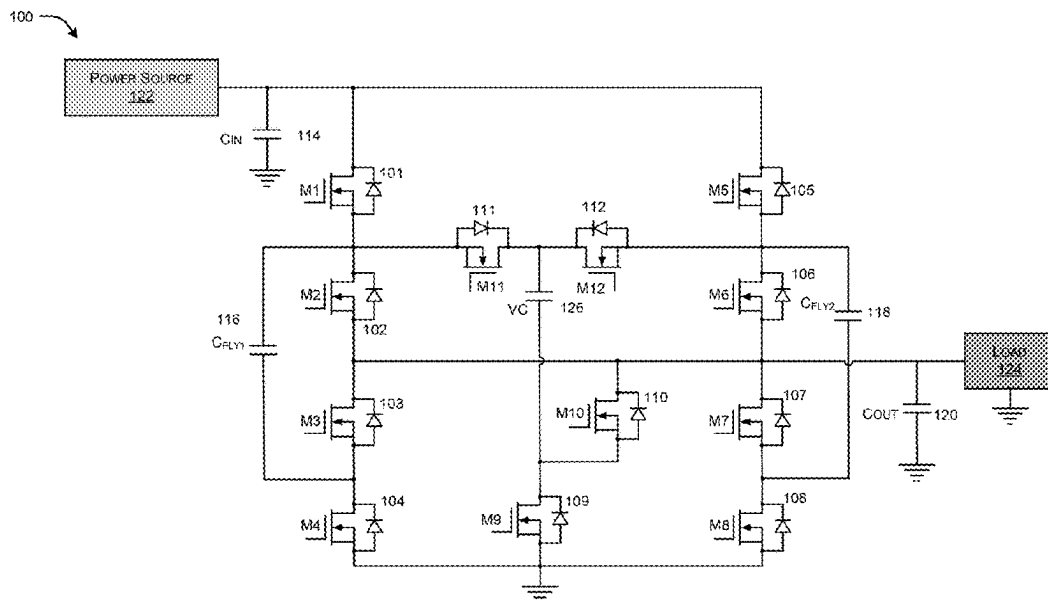 100
POWER SOURCE
122
CIN
114
M1
101
M5
105
111
112
M11
M12
M2
102
VC
126
M6
106
CFLY2
118
116
CFLY1
LOAD
124
M3
103
M10
110
M7
107
COUT
120
M4
104
M9
109
M8
108